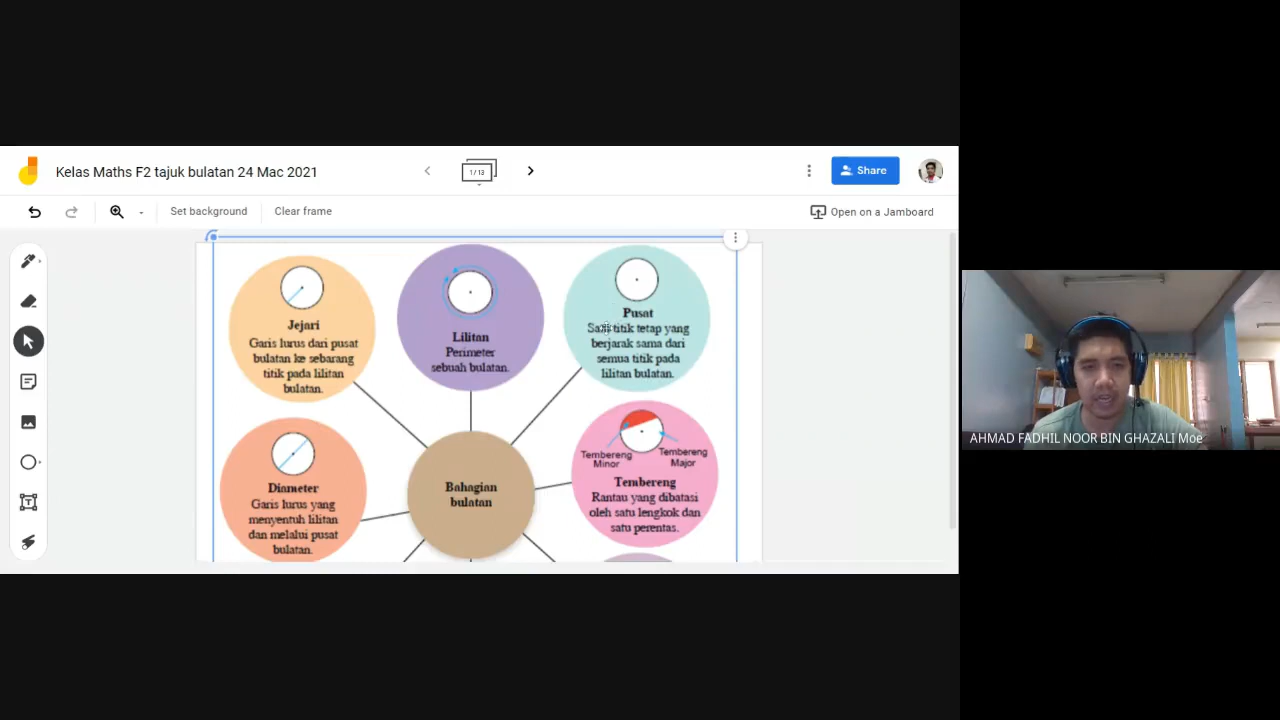 Kelas Maths F2 tajuk bulatan 24 Mac 2021
1 / 13
Share
Set background
Clear frame
Open on a Jamboard
Jejari
Garis lurus dari pusat
bulatan ke sebarang
titik pada lilitan
bulatan.
Lilitan
Perimeter
sebuah bulatan.
Pusat
Satu titik tetap yang
berjarak sama dari
semua titik pada
lilitan bulatan.
Diameter
Garis lurus yang
menyentuh lilitan
dan melalui pusat
bulatan.
Bahagian
bulatan
Tembereng
Minor
Tembereng
Major
Tembereng
Rantau yang dibatasi
oleh satu lengkok dan
satu perentas.
AHMAD FADHIL NOOR BIN GHAZALI Moe